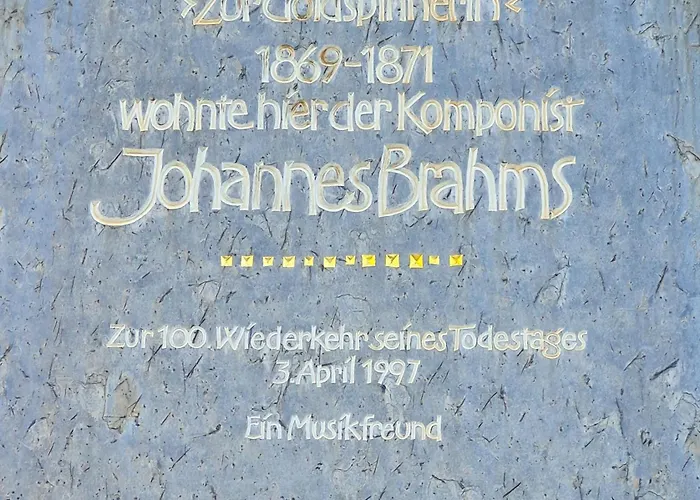 ›Zur Goldspinnerin‹
1869-1871
wohnte hier der Komponist
Johannes Brahms
Zur 100. Wiederkehr seines Todestages
3. April 1997
Ein Musikfreund